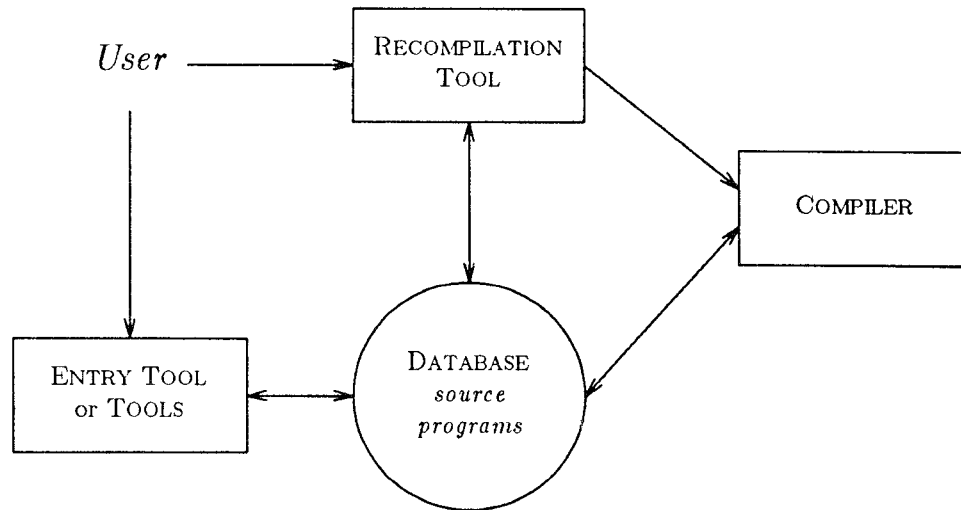 User
RECOMPILATION
TOOL
COMPILER
ENTRY TOOL
or TOOLS
DATABASE
source
programs